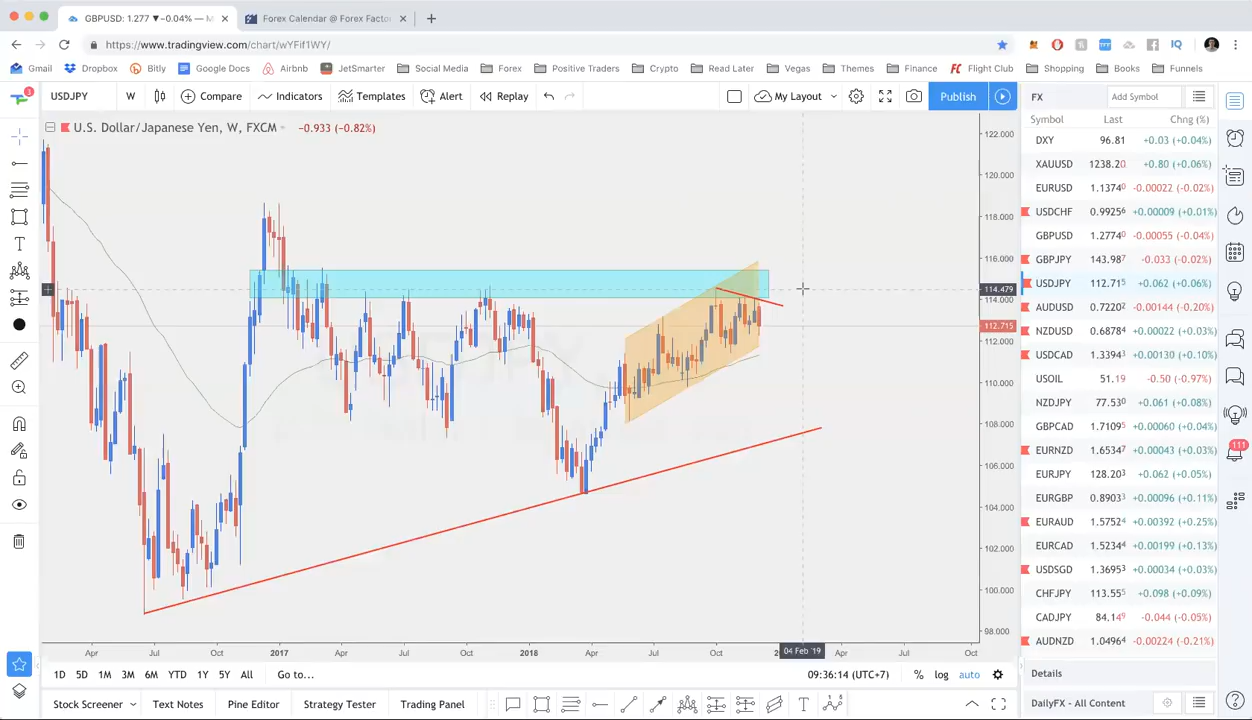 GBPUSD: 1.277 ▼−0.04% —
Forex Calendar @ Forex Facto
https://www.tradingview.com/chart/wYFif1WY/
Gmail Dropbox Bitly Google Docs Airbnb JetSmarter Social Media Forex Positive Traders Crypto Read Later Vegas Themes Finance Flight Club Shopping Books Funnels
USDJPY W Compare Indicators Templates Alert Replay My Layout Publish
FX Add Symbol
Symbol Last Chng (%)
U.S. Dollar/Japanese Yen, W, FXCM −0.933 (−0.82%)
DXY 96.81 +0.03 (+0.04%)
XAUUSD 1238.20 +0.80 (+0.06%)
EURUSD 1.13740 -0.00022 (-0.02%)
USDCHF 0.99256 +0.00009 (+0.01%)
GBPUSD 1.27740 -0.00055 (-0.04%)
GBPJPY 143.987 -0.033 (-0.02%)
USDJPY 112.715 +0.062 (+0.06%)
AUDUSD 0.72202 -0.00144 (-0.20%)
NZDUSD 0.68784 +0.00022 (+0.03%)
USDCAD 1.33943 +0.00130 (+0.10%)
USOIL 51.19 -0.50 (-0.97%)
NZDJPY 77.530 +0.061 (+0.08%)
GBPCAD 1.71095 +0.00060 (+0.04%)
EURNZD 1.65347 +0.00043 (+0.03%)
EURJPY 128.203 +0.062 (+0.05%)
EURGBP 0.89033 +0.00096 (+0.11%)
EURAUD 1.57524 +0.00392 (+0.25%)
EURCAD 1.52344 +0.00199 (+0.13%)
USDSGD 1.36953 +0.00034 (+0.03%)
CHFJPY 113.555 +0.098 (+0.09%)
CADJPY 84.149 -0.044 (-0.05%)
AUDNZD 1.04964 -0.00224 (-0.21%)
Details
DailyFX - All Content
122.000
120.000
118.000
116.000
114.479
114.000
112.715
112.000
110.000
108.000
106.000
104.000
102.000
100.000
98.000
111
1
Apr Jul Oct 2017 Apr Jul Oct 2018 Apr Jul Oct 04 Feb '19 Apr Jul Oct
1D 5D 1M 3M 6M YTD 1Y 5Y All Go to... 09:36:14 (UTC+7) % log auto
Stock Screener Text Notes Pine Editor Strategy Tester Trading Panel